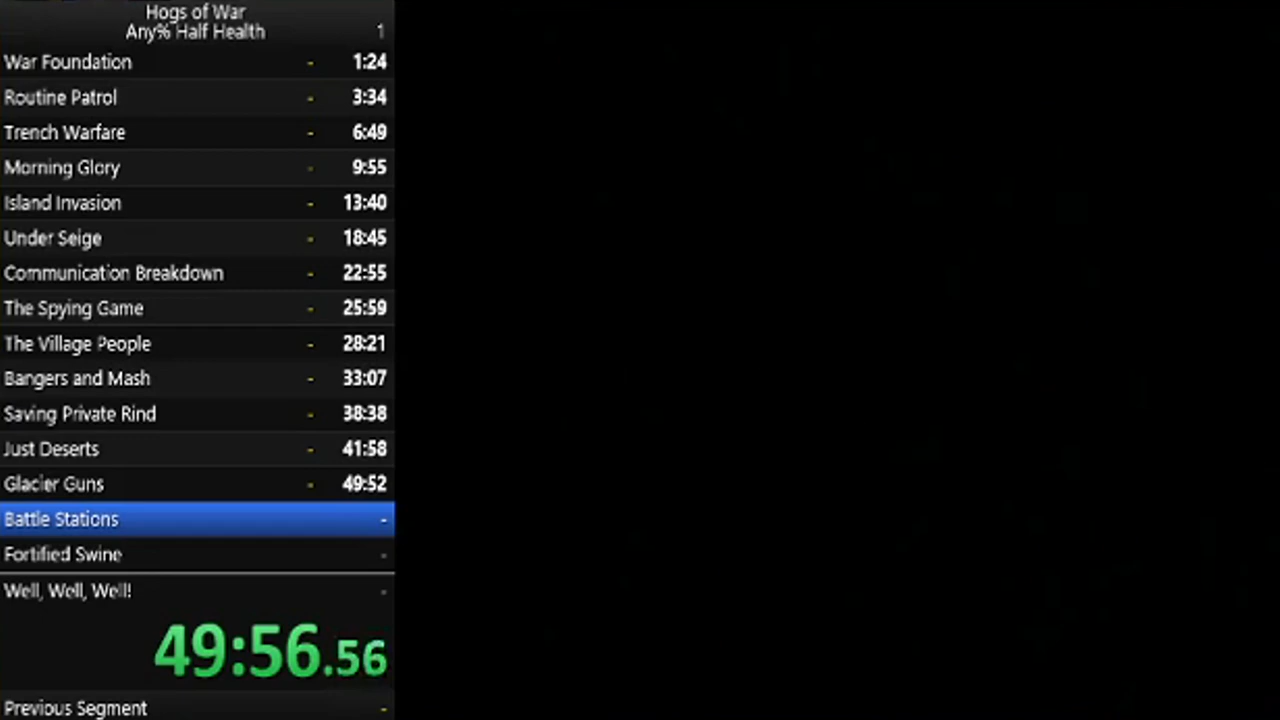 Hogs of War
Any% Half Health 1
War Foundation - 1:24
Routine Patrol - 3:34
Trench Warfare - 6:49
Morning Glory - 9:55
Island Invasion - 13:40
Under Seige - 18:45
Communication Breakdown - 22:55
The Spying Game - 25:59
The Village People - 28:21
Bangers and Mash - 33:07
Saving Private Rind - 38:38
Just Deserts - 41:58
Glacier Guns - 49:52
Battle Stations -
Fortified Swine -
Well, Well, Well! -
49:56.56
Previous Segment -